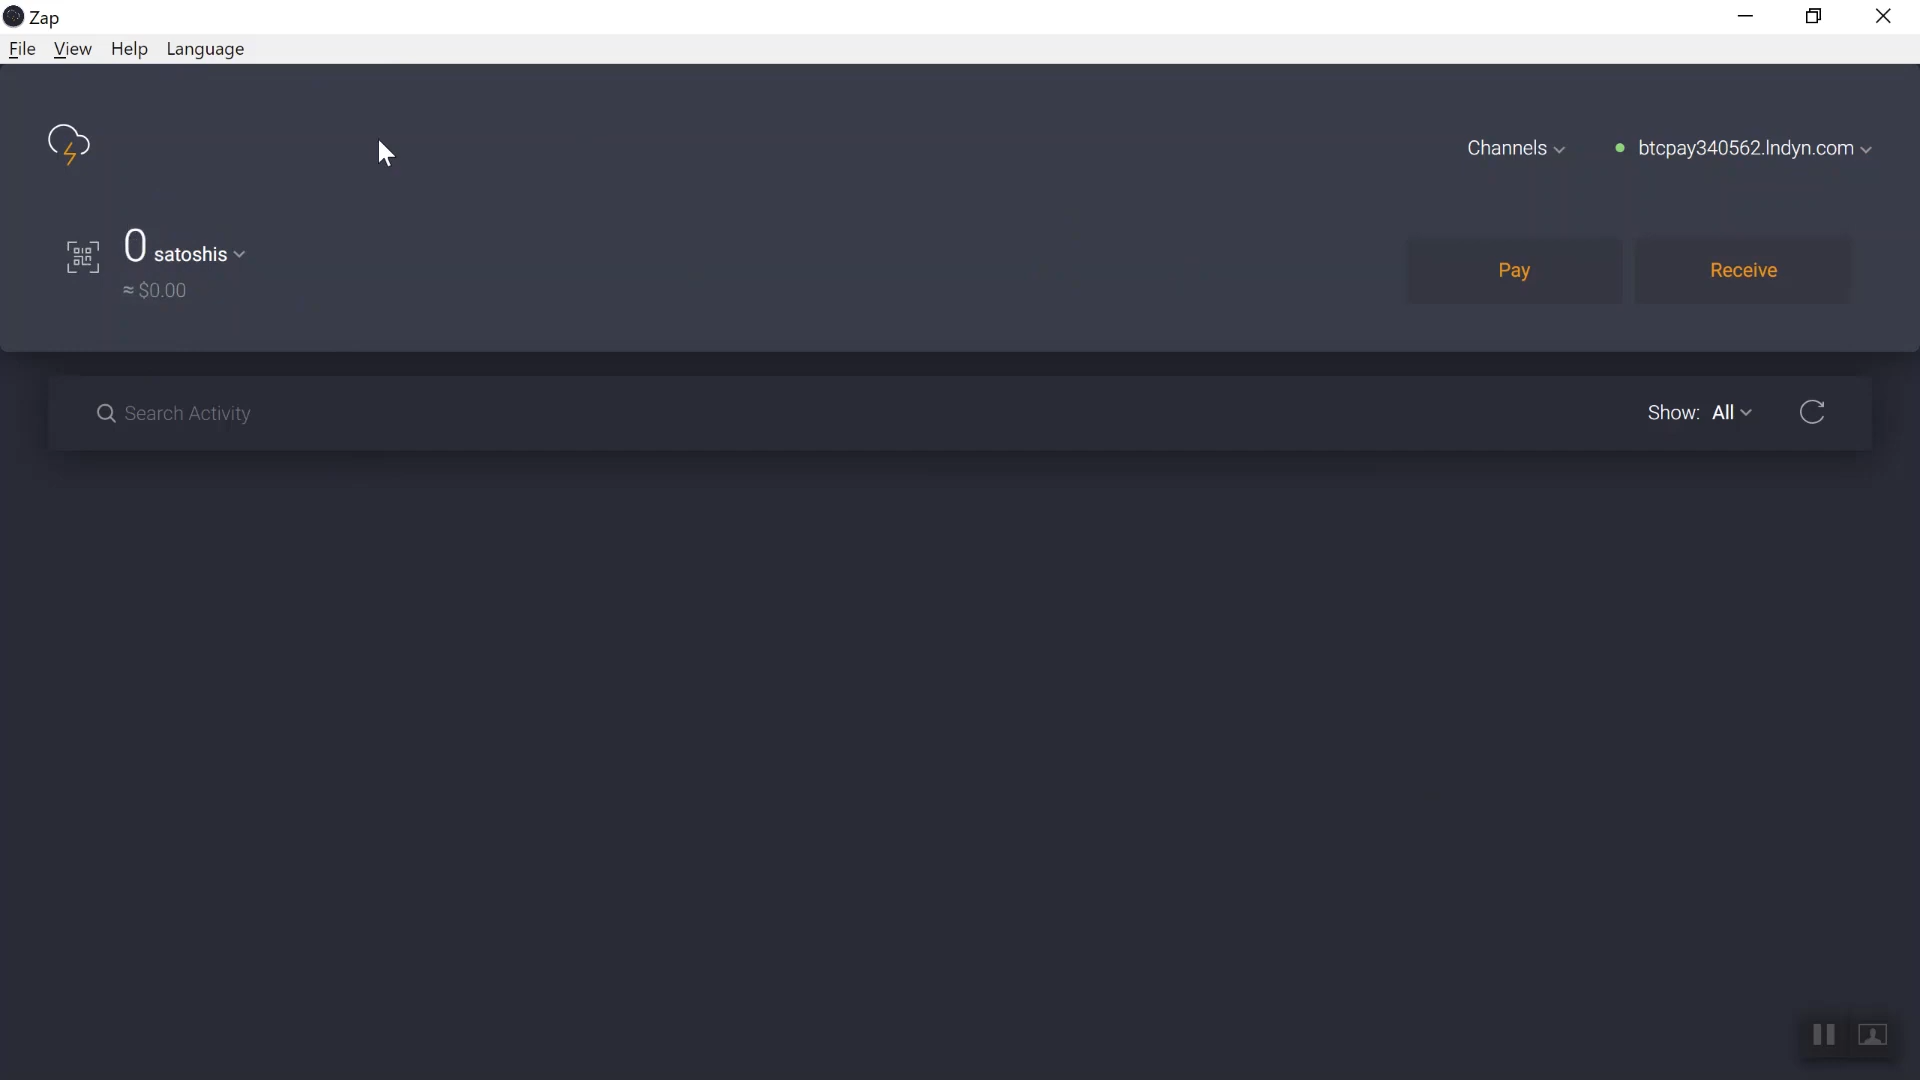 Zap
File View Help Language
Channels btcpay340562.lndyn.com
0 satoshis
≈ $0.00
Pay Receive
Search Activity
Show: All